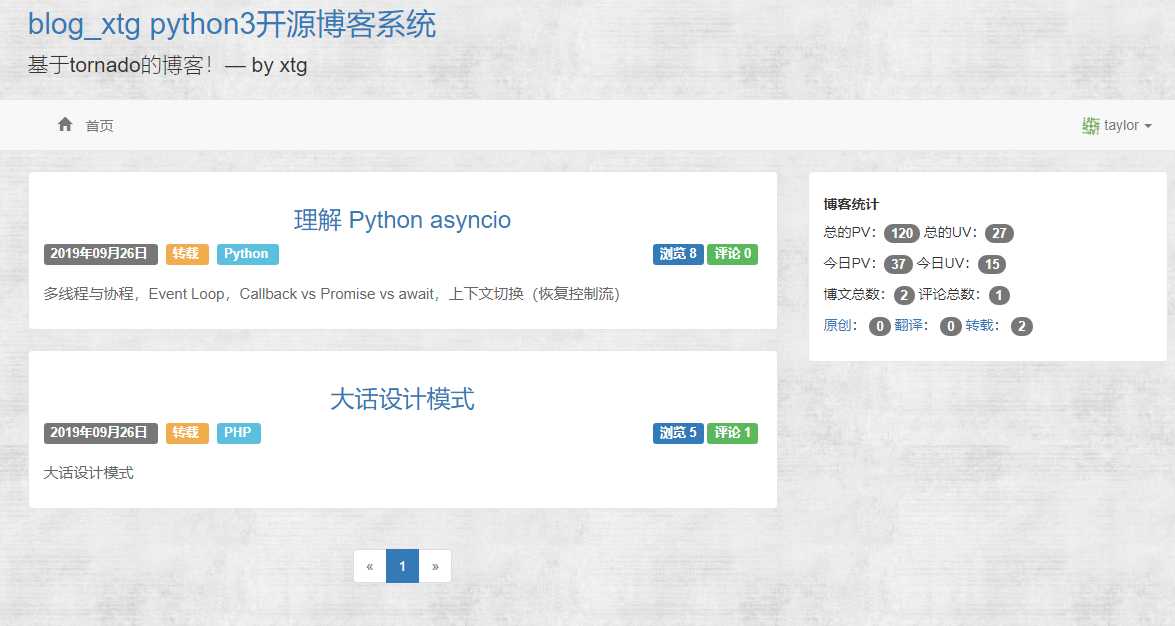 blog_xtg python3开源博客系统
基于tornado的博客！— by xtg
首页 taylor
理解 Python asyncio
2019年09月26日 转载 Python 浏览 8 评论 0
多线程与协程，Event Loop，Callback vs Promise vs await，上下文切换（恢复控制流）
大话设计模式
2019年09月26日 转载 PHP 浏览 5 评论 1
大话设计模式
« 1 »
博客统计
总的PV： 120 总的UV： 27
今日PV： 37 今日UV： 15
博文总数： 2 评论总数： 1
原创： 0 翻译： 0 转载： 2